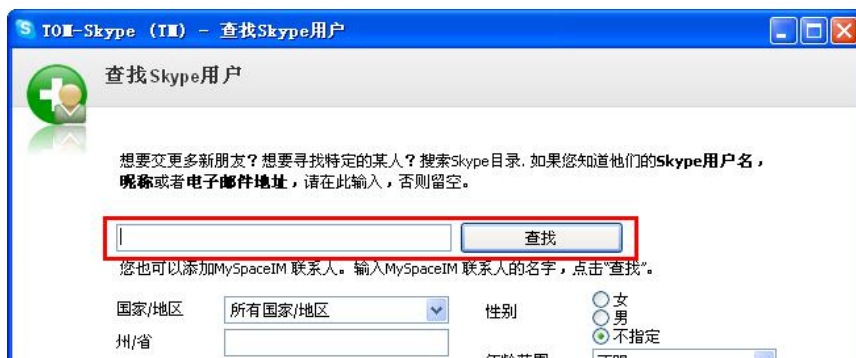 TOM-Skype (TM) - 查找Skype用户
查找Skype用户
想要交更多新朋友？想要寻找特定的某人？搜索Skype目录. 如果您知道他们的Skype用户名，
昵称或者电子邮件地址，请在此输入，否则留空。
查找
您也可以添加MySpaceIM 联系人。输入MySpaceIM 联系人的名字，点击“查找”。
国家/地区 所有国家/地区 性别 女
男
不指定
州/省